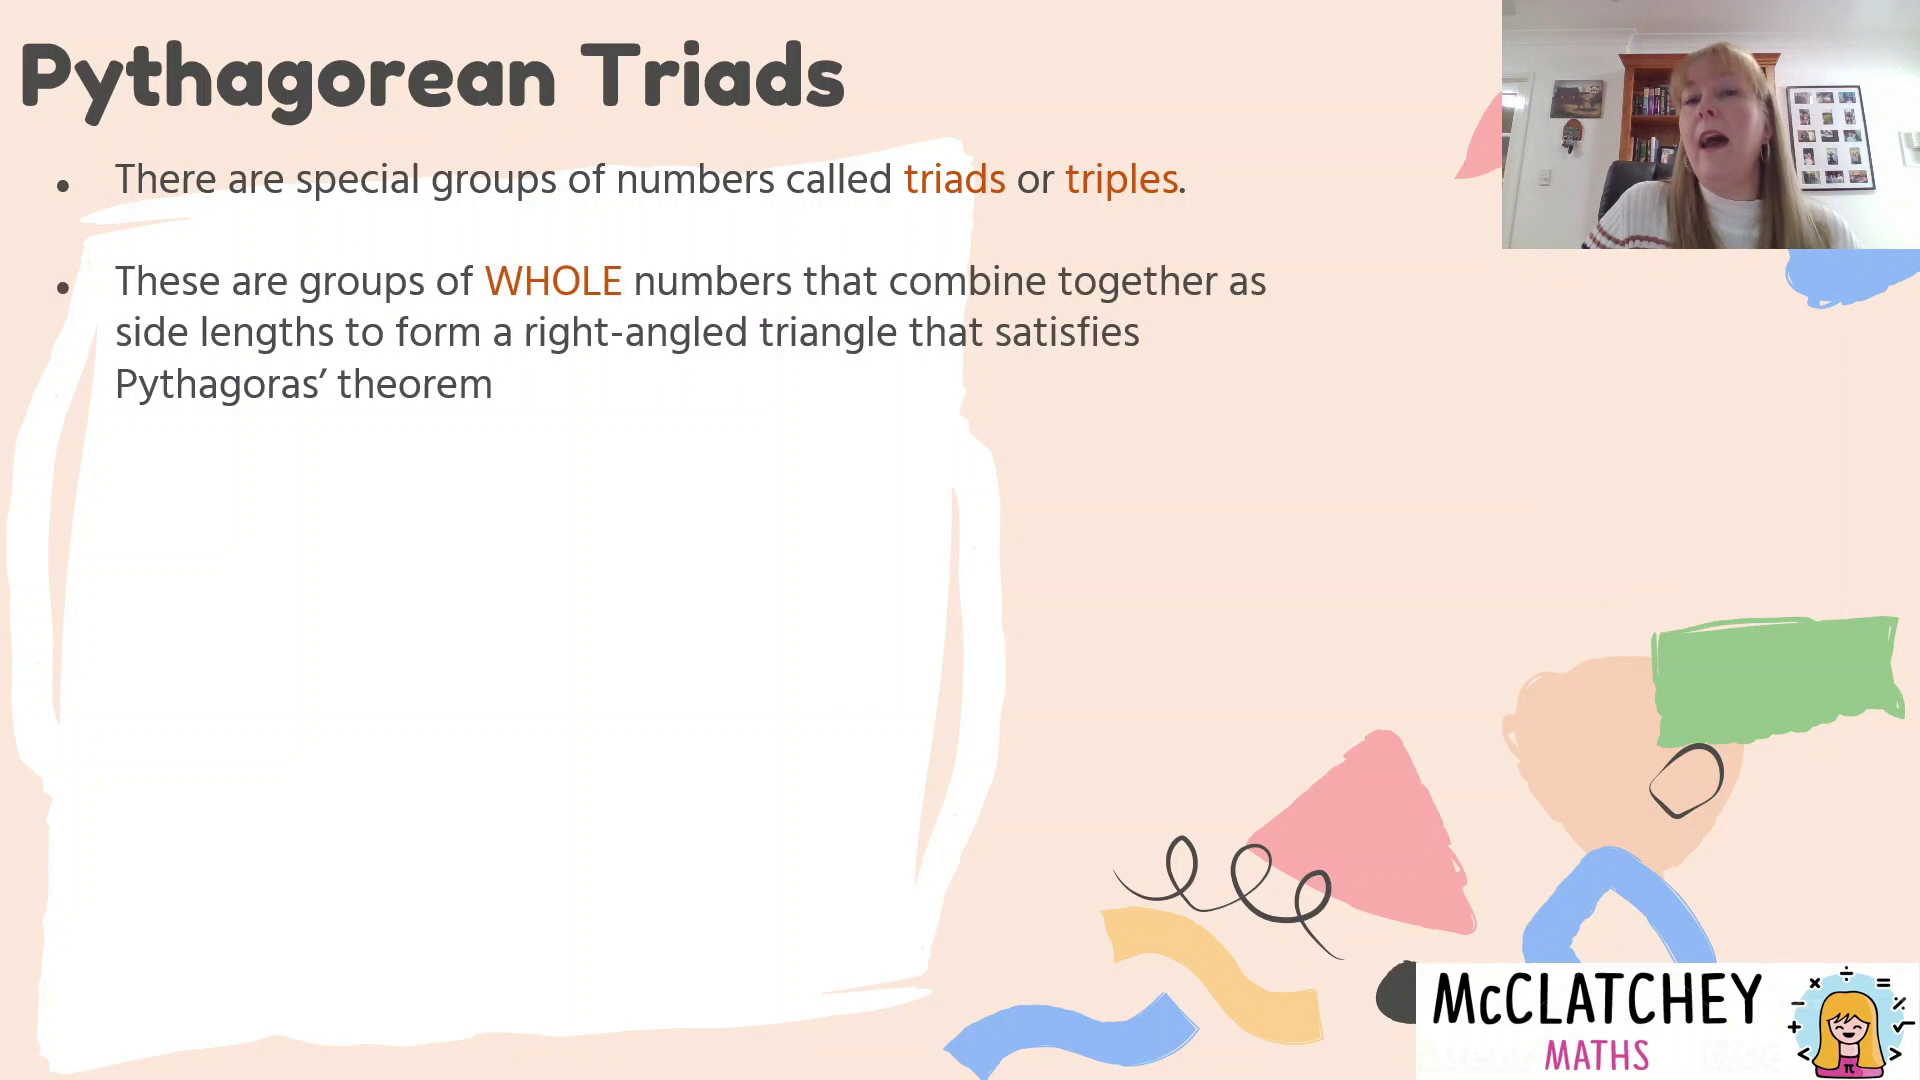 Pythagorean Triads
• There are special groups of numbers called triads or triples.
• These are groups of WHOLE numbers that combine together as
side lengths to form a right-angled triangle that satisfies
Pythagoras’ theorem
McCLATCHEY
MATHS
× ÷ =
− %
+ √
< π >